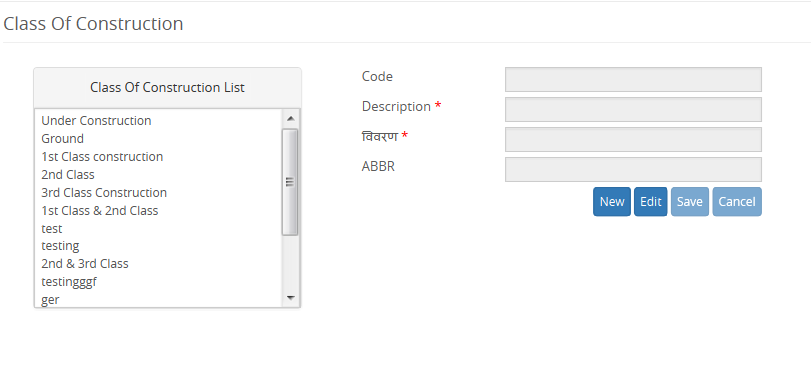 Class Of Construction
Class Of Construction List
Under Construction
Ground
1st Class construction
2nd Class
3rd Class Construction
1st Class & 2nd Class
test
testing
2nd & 3rd Class
testingggf
ger
Code
Description *
विवरण *
ABBR
New Edit Save Cancel